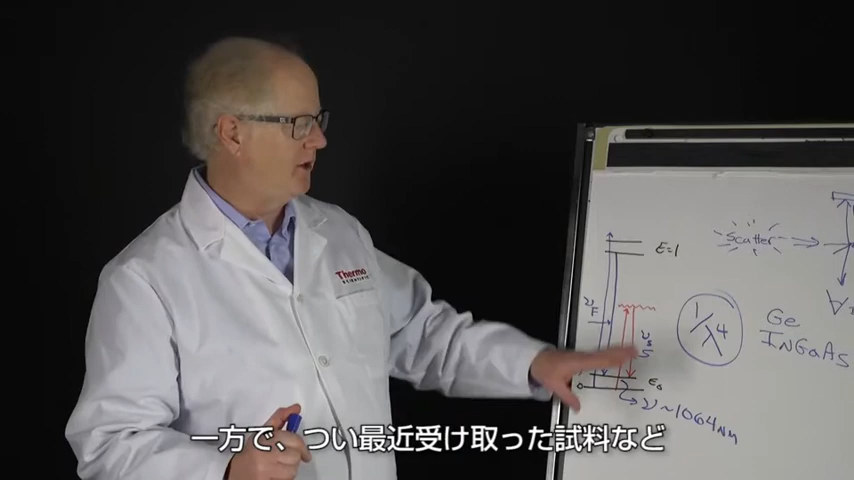 Thermo
SCIENTIFIC
Scatter
E=1
1/λ4
Ge
InGaAs
E₀
ν~1064nm
一方で、つい最近受け取った試料など